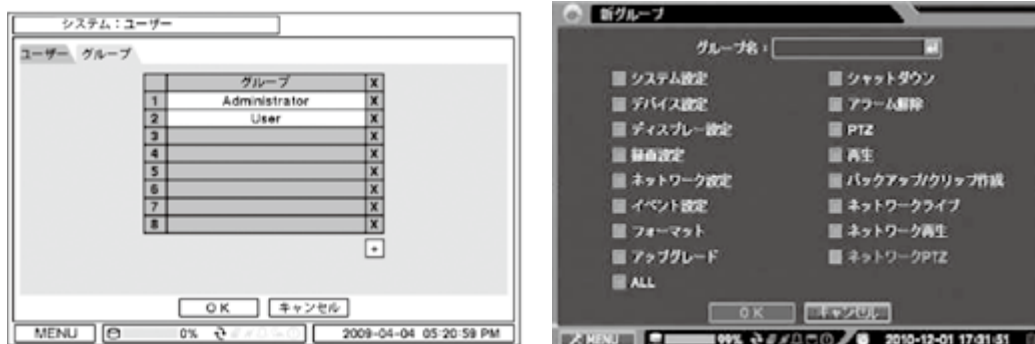 システム：ユーザー
ユーザー グループ
グループ X
1 Administrator X
2 User X
3 X
4 X
5 X
6 X
7 X
8 X
+
OK キャンセル
MENU 0% 2009-04-04 05:20:59 PM
新グループ
グループ名：
システム設定 シャットダウン
デバイス設定 アラーム解除
ディスプレー設定 PTZ
録画設定 再生
ネットワーク設定 バックアップ/クリップ作成
イベント設定 ネットワークライブ
フォーマット ネットワーク再生
アップグレード ネットワークPTZ
ALL
OK キャンセル
MENU 99% 2010-12-01 17:31:51